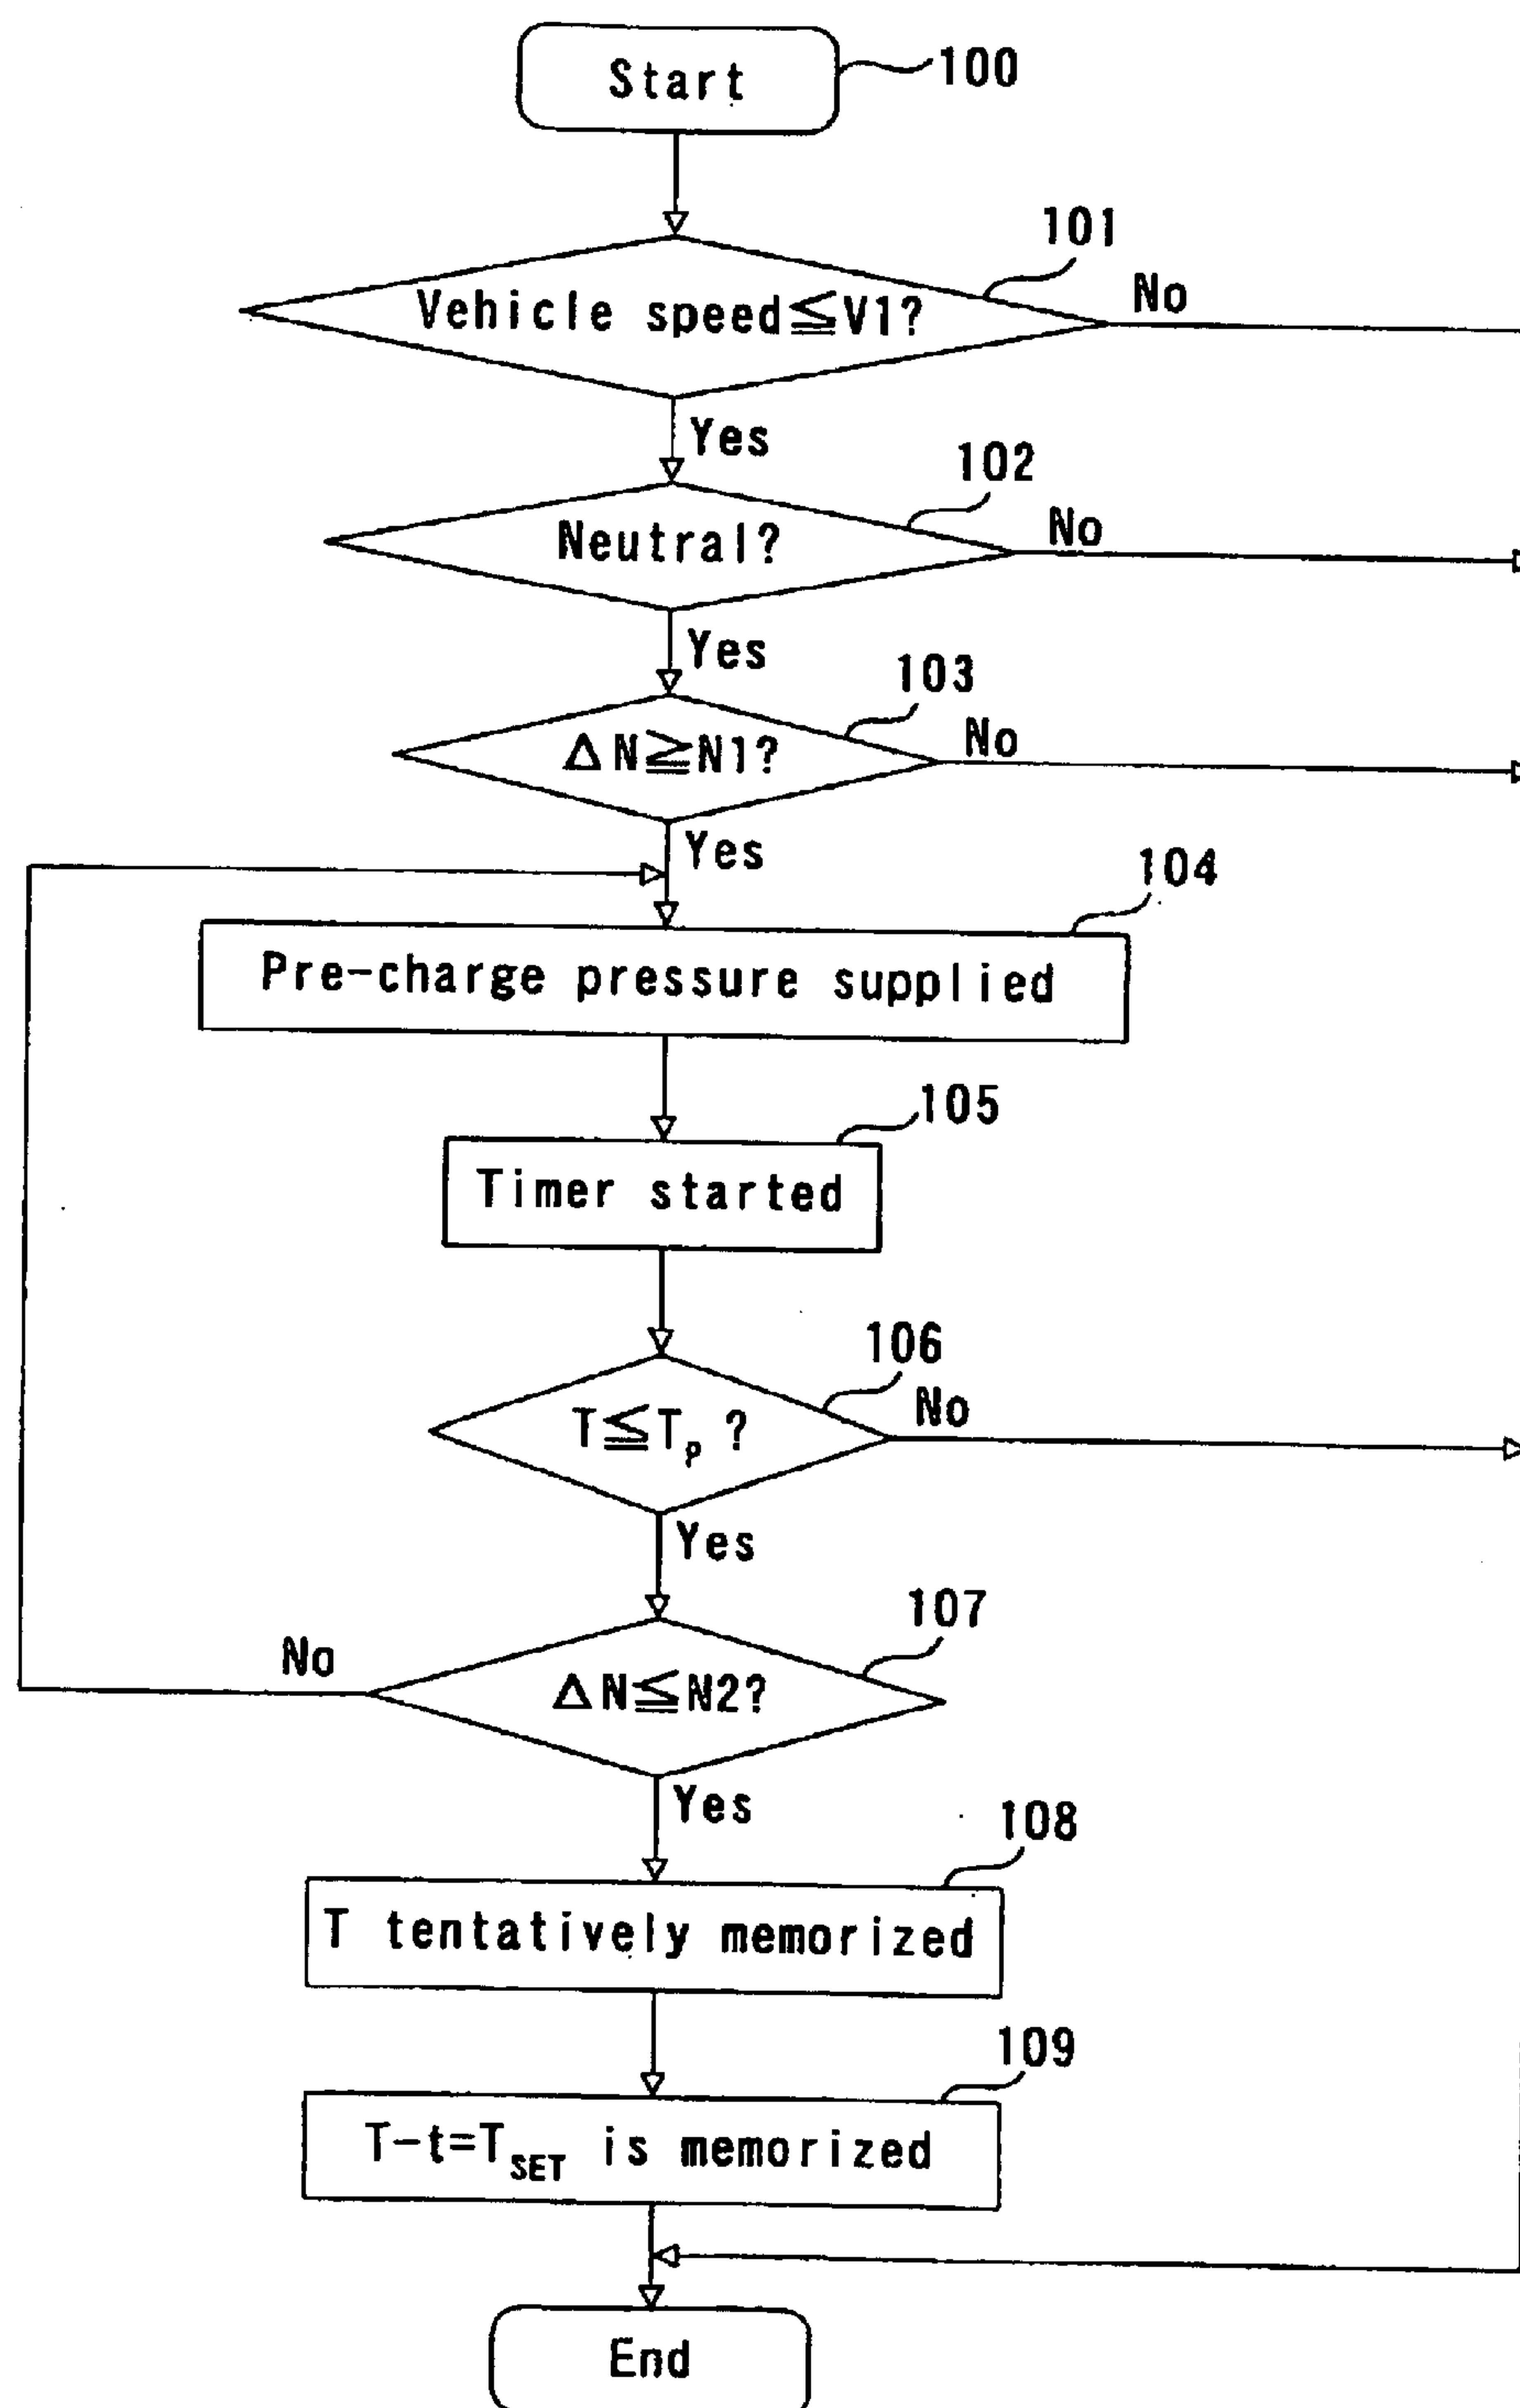 Start
100
101
Vehicle speed≦V1?
No
Yes
102
Neutral?
No
Yes
103
ΔN≧N1?
No
Yes
104
Pre-charge pressure supplied
105
Timer started
106
T≦Tp?
No
Yes
107
ΔN≦N2?
No
Yes
108
T tentatively memorized
109
T-t=TSET is memorized
End